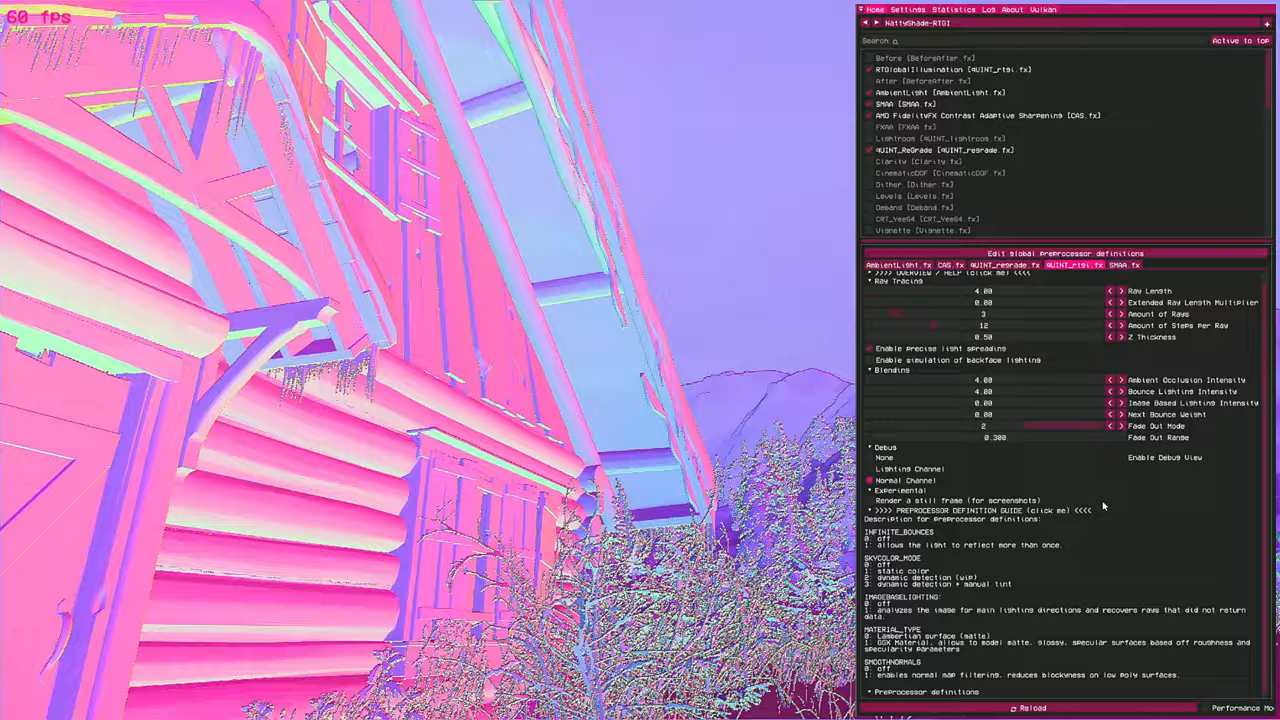 60 fps
Home Settings Statistics Log About Vulkan
NattyShade-RTGI
Search
Active to top
Before [BeforeAfter.fx]
RTGlobalIllumination [qUINT_rtgi.fx]
After [BeforeAfter.fx]
AmbientLight [AmbientLight.fx]
SMAA [SMAA.fx]
AMD FidelityFX Contrast Adaptive Sharpening [CAS.fx]
FXAA [FXAA.fx]
Lightroom [qUINT_lightroom.fx]
qUINT_ReGrade [qUINT_regrade.fx]
Clarity [Clarity.fx]
CinematicDOF [CinematicDOF.fx]
Dither [Dither.fx]
Levels [Levels.fx]
Deband [Deband.fx]
CRT_Yee64 [CRT_Yee64.fx]
Vignette [Vignette.fx]
Edit global preprocessor definitions
AmbientLight.fx CAS.fx qUINT_regrade.fx qUINT_rtgi.fx SMAA.fx
>>>> OVERVIEW / HELP (click me) <<<<
Ray Tracing
4.00 < > Ray Length
0.00 < > Extended Ray Length Multiplier
3 < > Amount of Rays
12 < > Amount of Steps per Ray
0.50 < > Z Thickness
Enable precise light spreading
Enable simulation of backface lighting
Blending
4.00 < > Ambient Occlusion Intensity
4.00 < > Bounce Lighting Intensity
0.00 < > Image Based Lighting Intensity
0.00 < > Next Bounce Weight
2 < > Fade Out Mode
0.300 Fade Out Range
Debug
None Enable Debug View
Lighting Channel
Normal Channel
Experimental
Render a still frame (for screenshots)
>>>> PREPROCESSOR DEFINITION GUIDE (click me) <<<<
Description for preprocessor definitions:
INFINITE_BOUNCES
0: off
1: allows the light to reflect more than once.
SKYCOLOR_MODE
0: off
1: static color
2: dynamic detection (wip)
3: dynamic detection + manual tint
IMAGEBASELIGHTING:
0: off
1: analyzes the image for main lighting directions and recovers rays that did not return
data.
MATERIAL_TYPE
0: Lambertian surface (matte)
1: GGX Material, allows to model matte, glossy, specular surfaces based off roughness and
specularity parameters
SMOOTHNORMALS
0: off
1: enables normal map filtering, reduces blockyness on low poly surfaces.
Preprocessor definitions
Reload
Performance Mo